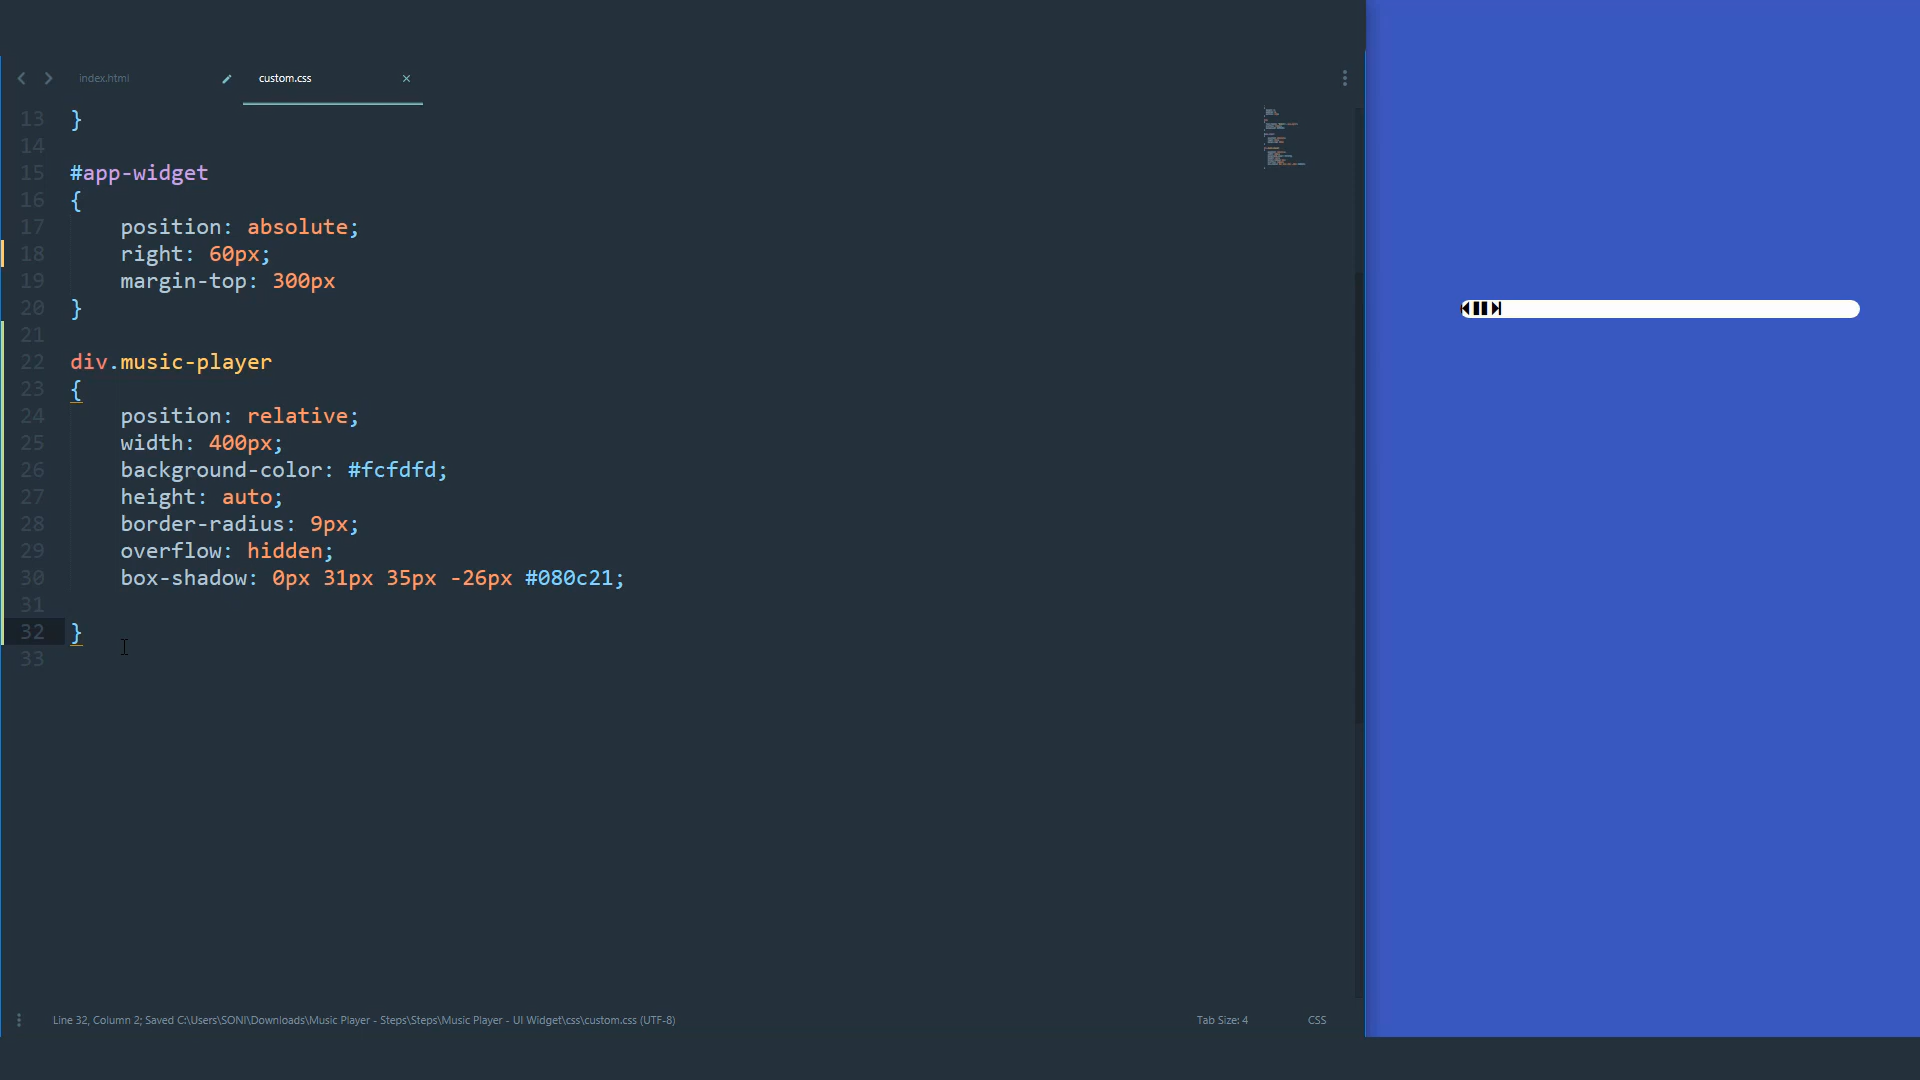 index.html
custom.css
13 }
14
15 #app-widget
16 {
17 position: absolute;
18 right: 60px;
19 margin-top: 300px
20 }
21
22 div.music-player
23 {
24 position: relative;
25 width: 400px;
26 background-color: #fcfdfd;
27 height: auto;
28 border-radius: 9px;
29 overflow: hidden;
30 box-shadow: 0px 31px 35px -26px #080c21;
31
32 }
33
Line 32, Column 2; Saved C:\Users\SONI\Downloads\Music Player - Steps\Steps\Music Player - UI Widget\css\custom.css (UTF-8)
Tab Size: 4
CSS